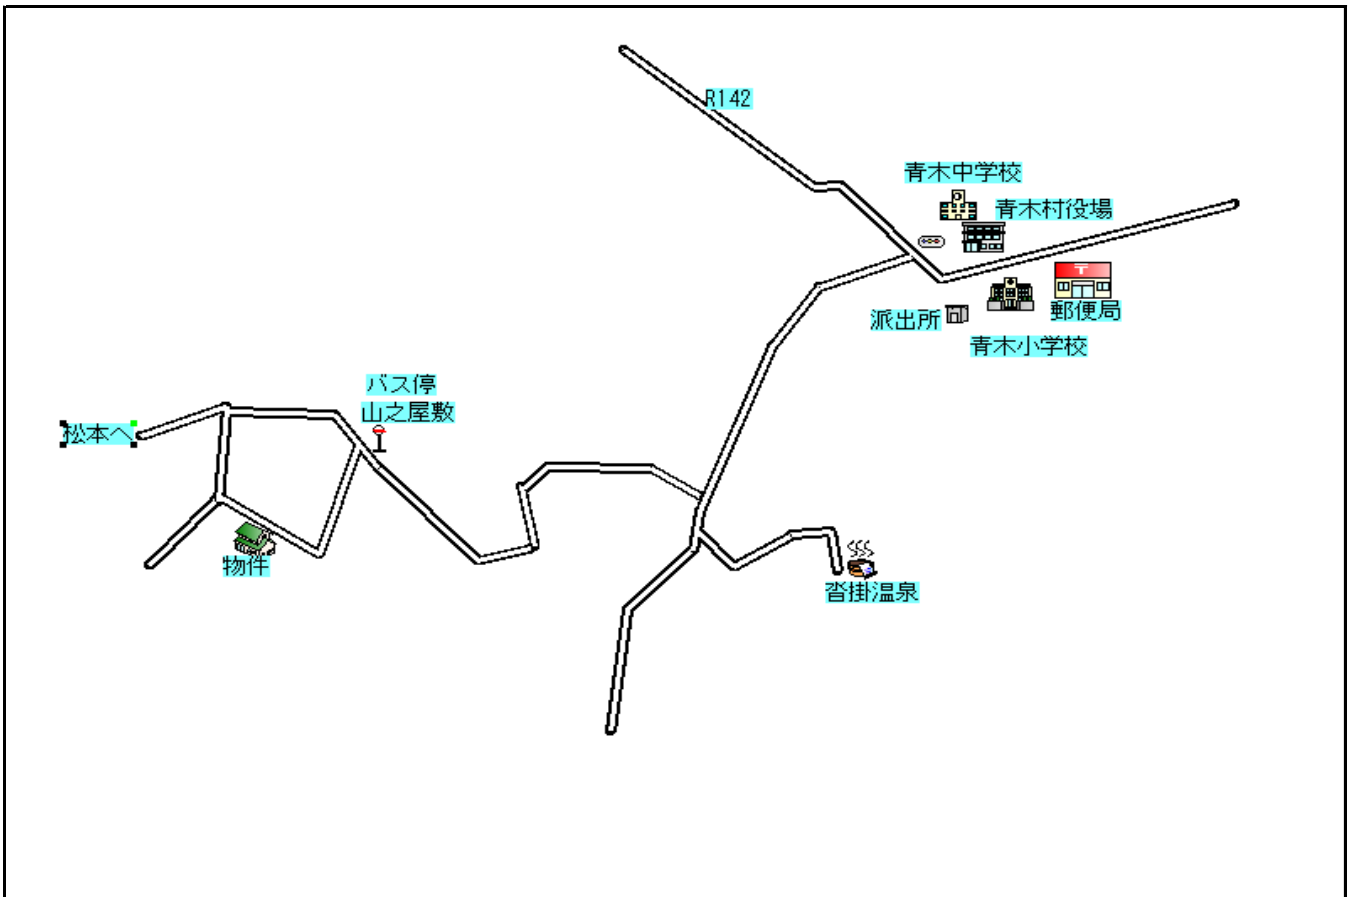 R142
青木中学校
青木村役場
郵便局
派出所
青木小学校
バス停
山之屋敷
松本へ
物件
沓掛温泉